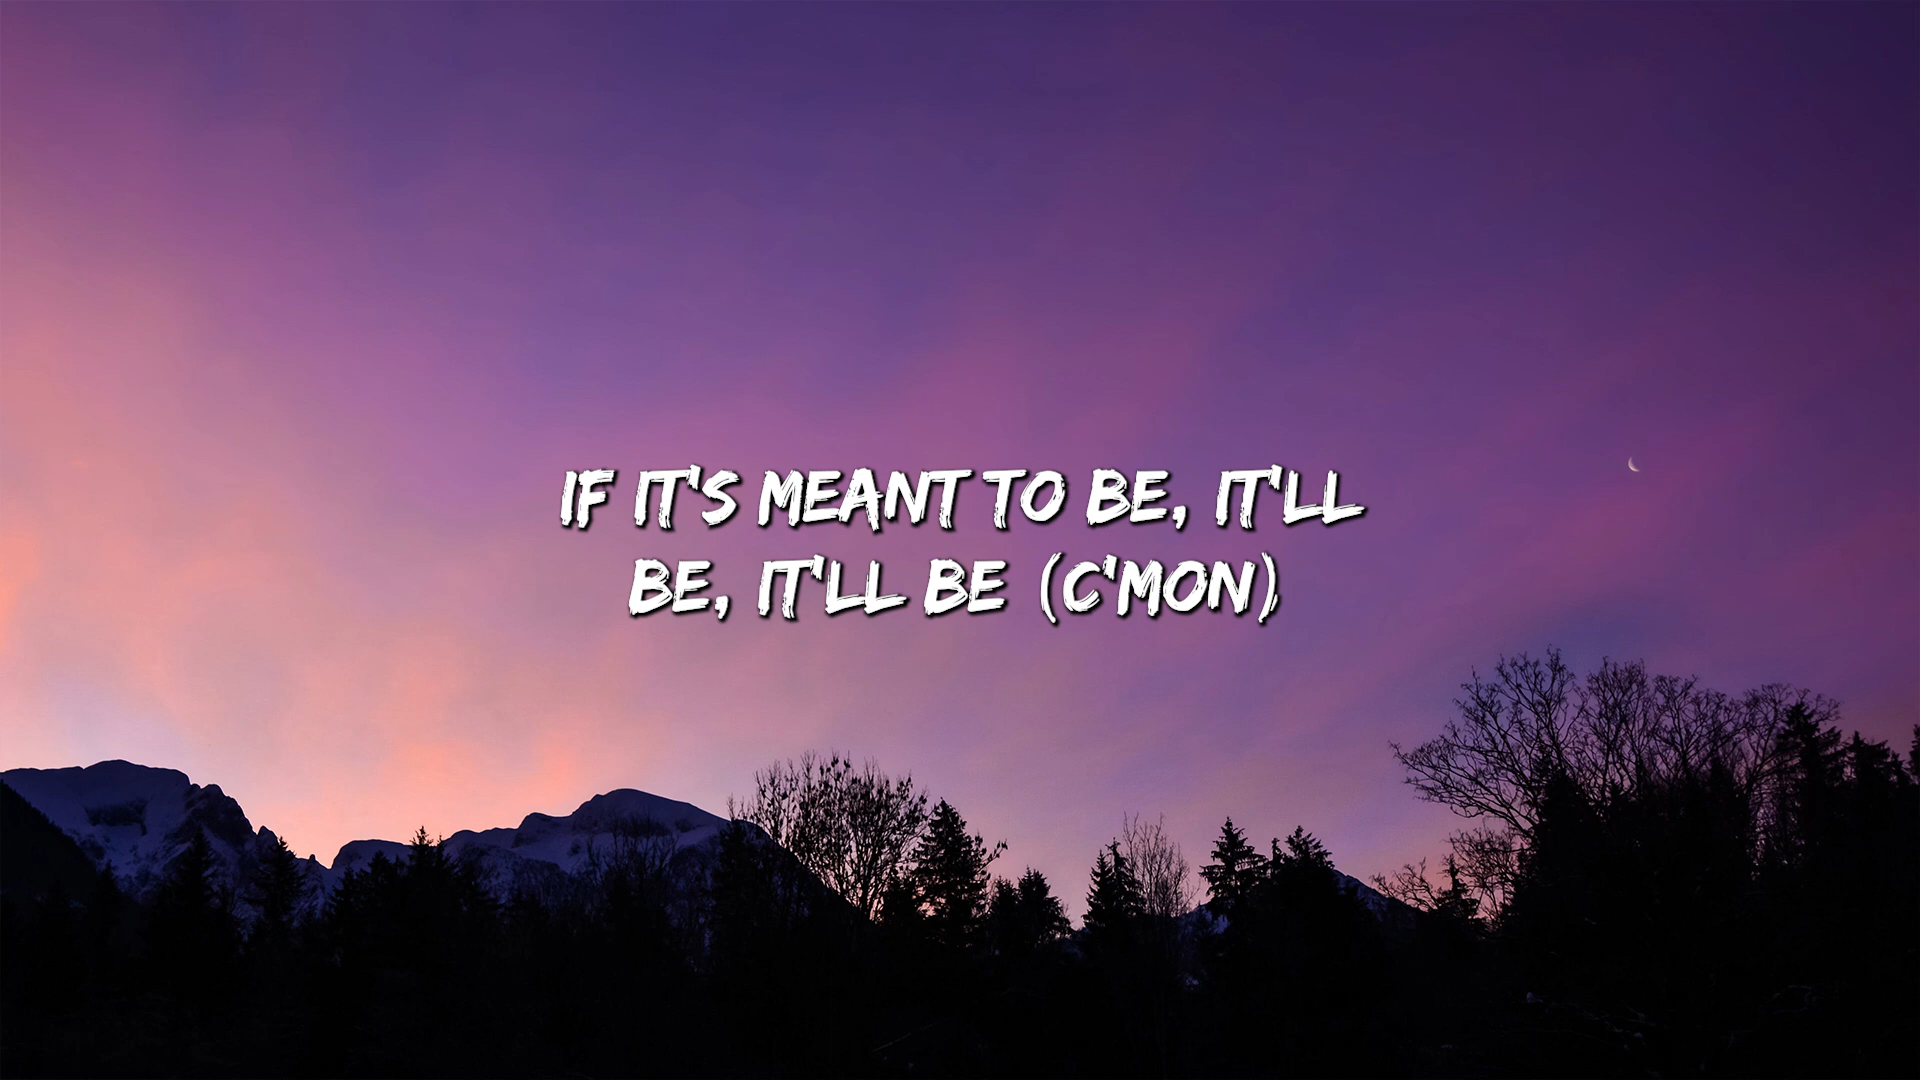 IF IT'S MEANT TO BE, IT'LL
BE, IT'LL BE (C'MON)